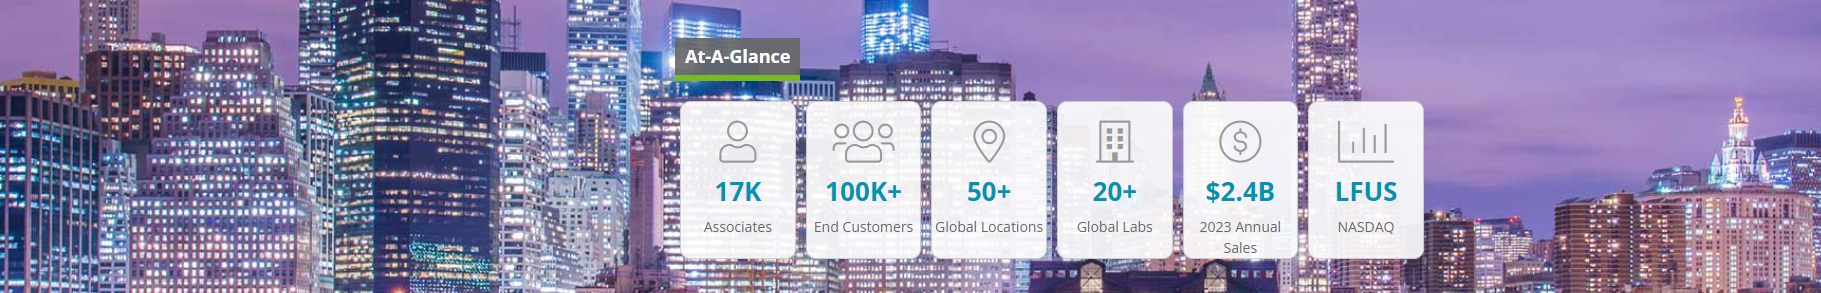 At-A-Glance
17K
Associates
100K+
End Customers
50+
Global Locations
20+
Global Labs
$2.4B
2023 Annual
Sales
LFUS
NASDAQ